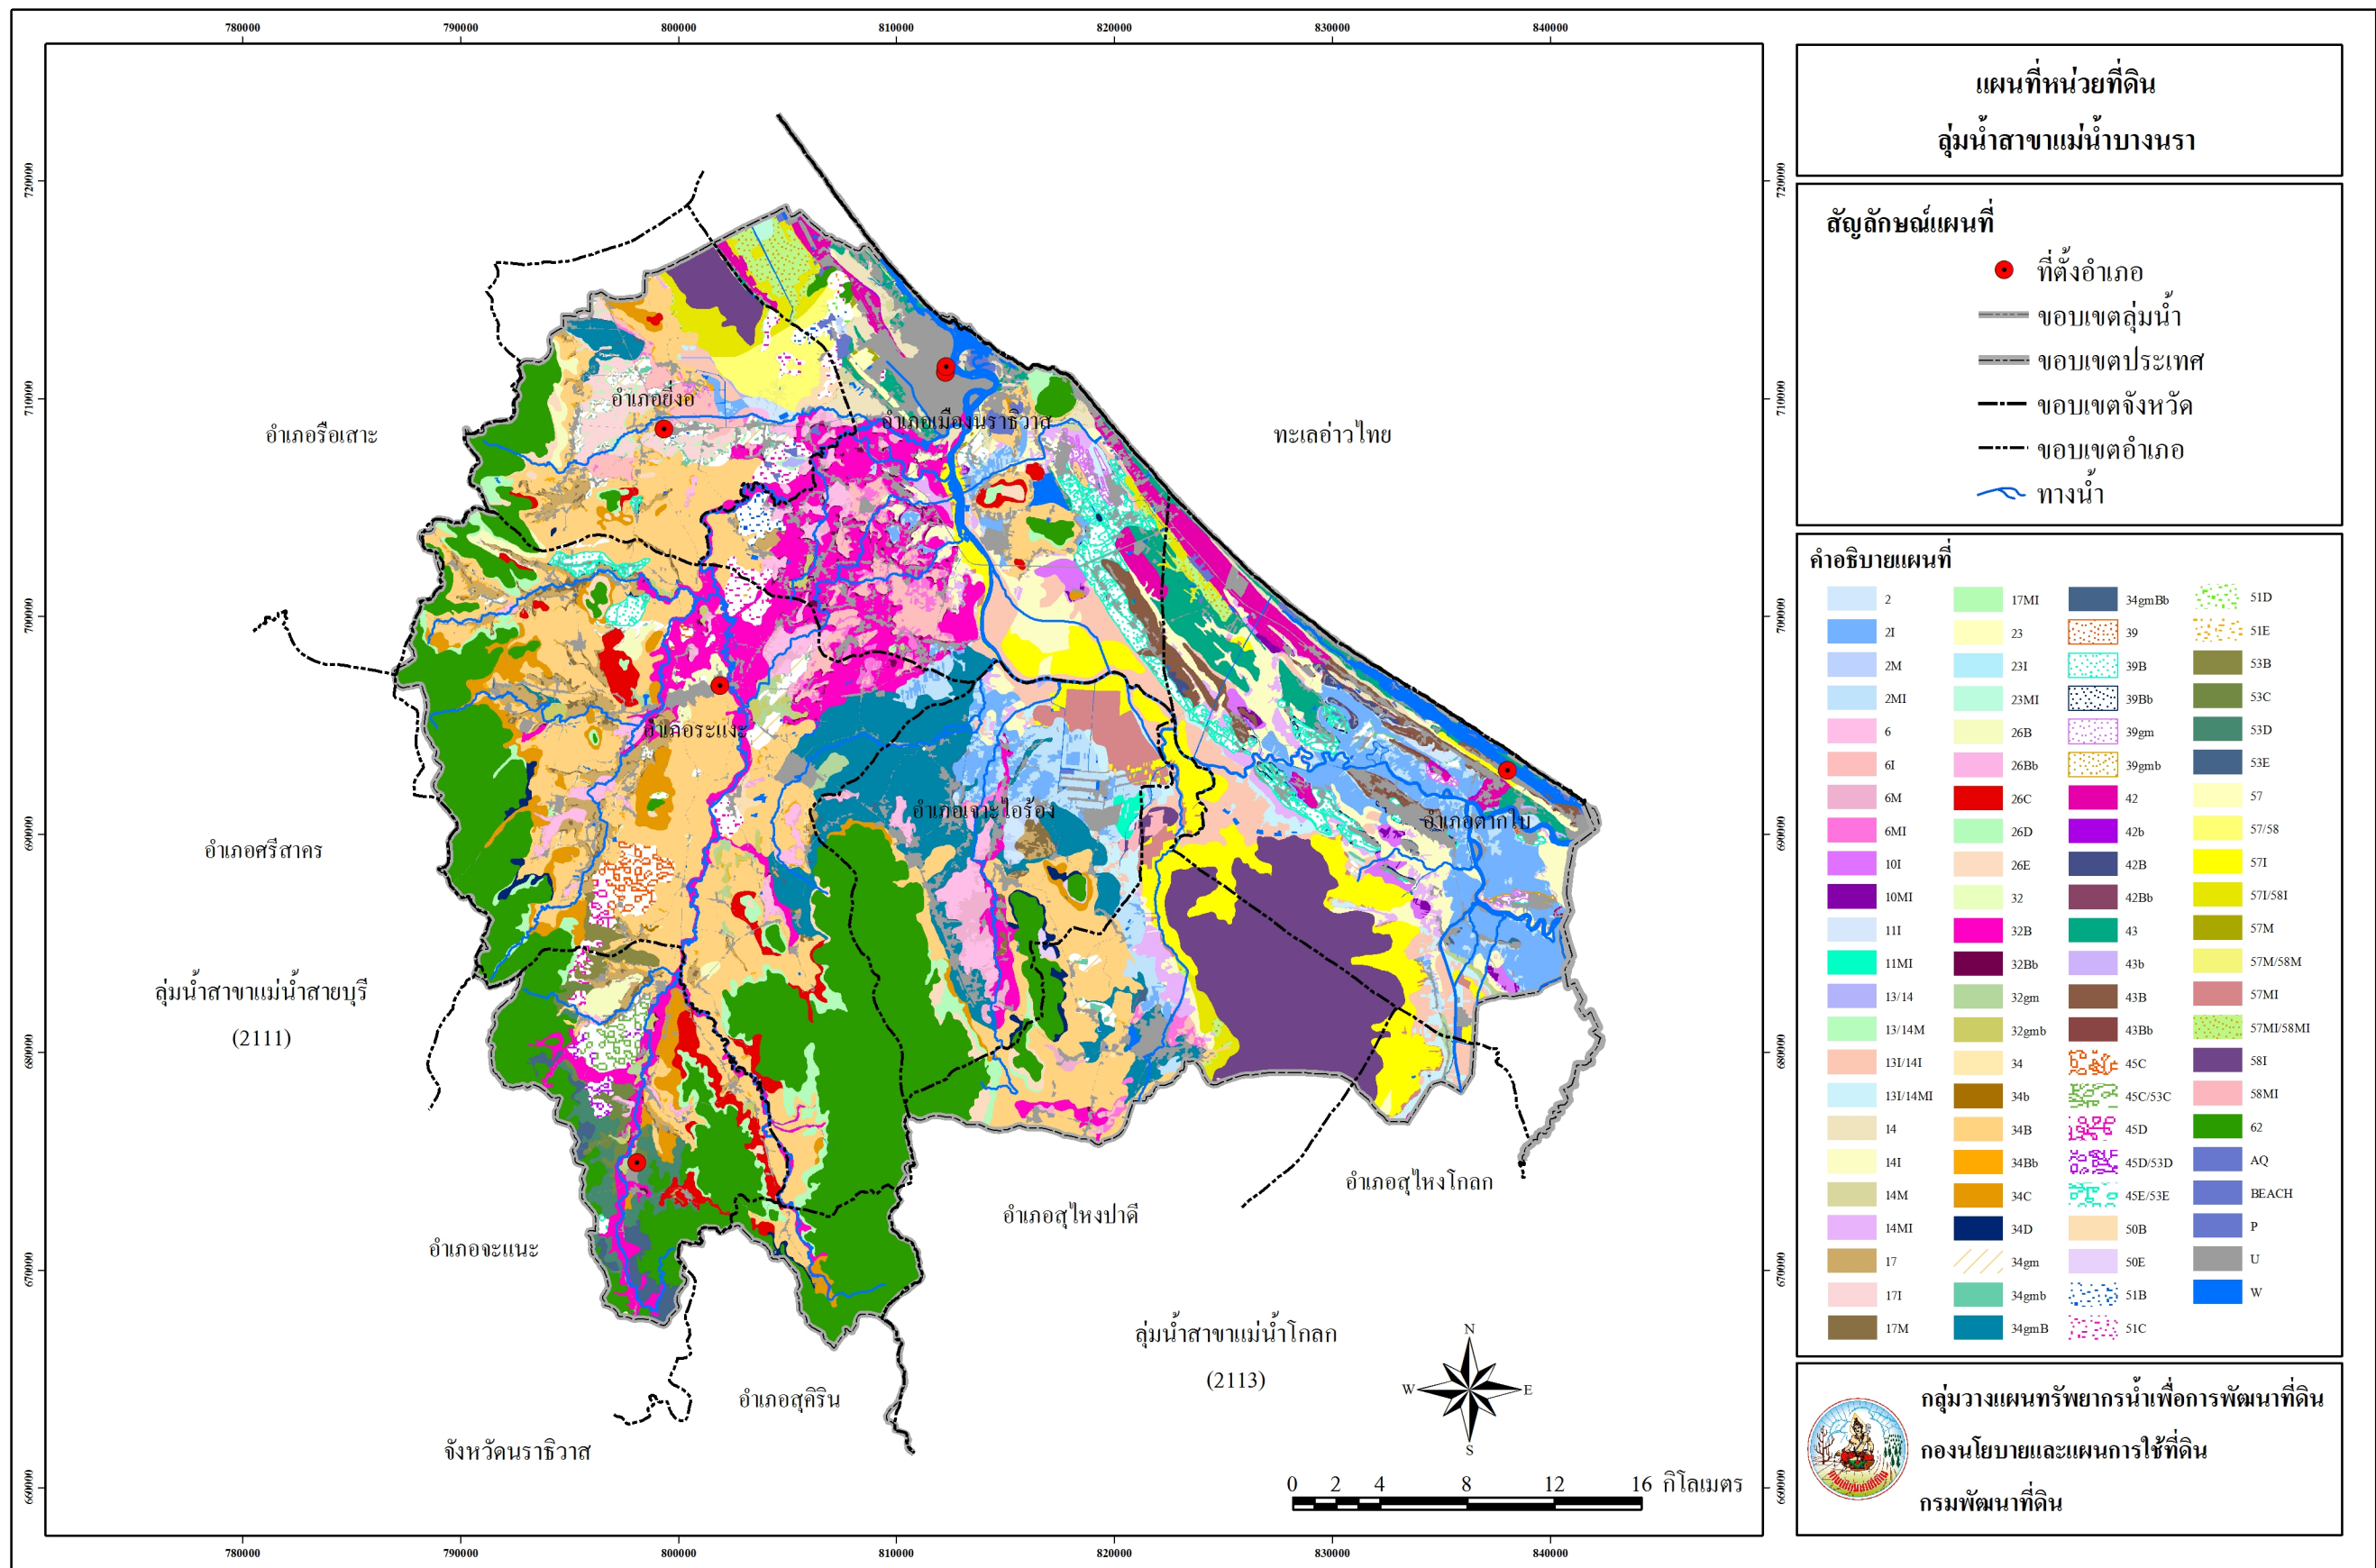 แผนที่หน่วยที่ดิน
ลุ่มน้ำสาขาแม่น้ำบางนรา
สัญลักษณ์แผนที่
ที่ตั้งอำเภอ
ขอบเขตลุ่มน้ำ
ขอบเขตประเทศ
ขอบเขตจังหวัด
ขอบเขตอำเภอ
ทางน้ำ
คำอธิบายแผนที่
2
2I
2M
2MI
6
6I
6M
6MI
10I
10MI
11I
11MI
13/14
13/14M
13I/14I
13I/14MI
14
14I
14M
14MI
17
17I
17M
17MI
23
23I
23MI
26B
26Bb
26C
26D
26E
32
32B
32Bb
32gm
32gmb
34
34b
34B
34Bb
34C
34D
34gm
34gmb
34gmB
34gmBb
39
39B
39Bb
39gm
39gmb
42
42b
42B
42Bb
43
43b
43B
43Bb
45C
45C/53C
45D
45D/53D
45E/53E
50B
50E
51B
51C
51D
51E
53B
53C
53D
53E
57
57/58
57I
57I/58I
57M
57M/58M
57MI
57MI/58MI
58I
58MI
62
AQ
BEACH
P
U
W
กลุ่มวางแผนทรัพยากรน้ำเพื่อการพัฒนาที่ดิน
กองนโยบายและแผนการใช้ที่ดิน
กรมพัฒนาที่ดิน
780000
790000
800000
810000
820000
830000
840000
720000
710000
700000
690000
680000
670000
660000
720000
710000
700000
690000
680000
670000
660000
780000
790000
800000
810000
820000
830000
840000
อำเภอรือเสาะ
อำเภอยี่งอ
อำเภอเมืองนราธิวาส
ทะเลอ่าวไทย
อำเภอระแงะ
อำเภอเจาะไอร้อง
อำเภอตากใบ
อำเภอศรีสาคร
ลุ่มน้ำสาขาแม่น้ำสายบุรี
(2111)
อำเภอจะแนะ
อำเภอสุไหงปาดี
อำเภอสุไหงโกลก
ลุ่มน้ำสาขาแม่น้ำโกลก
(2113)
อำเภอสุคิริน
จังหวัดนราธิวาส
N
W
E
S
0 2 4 8 12 16 กิโลเมตร